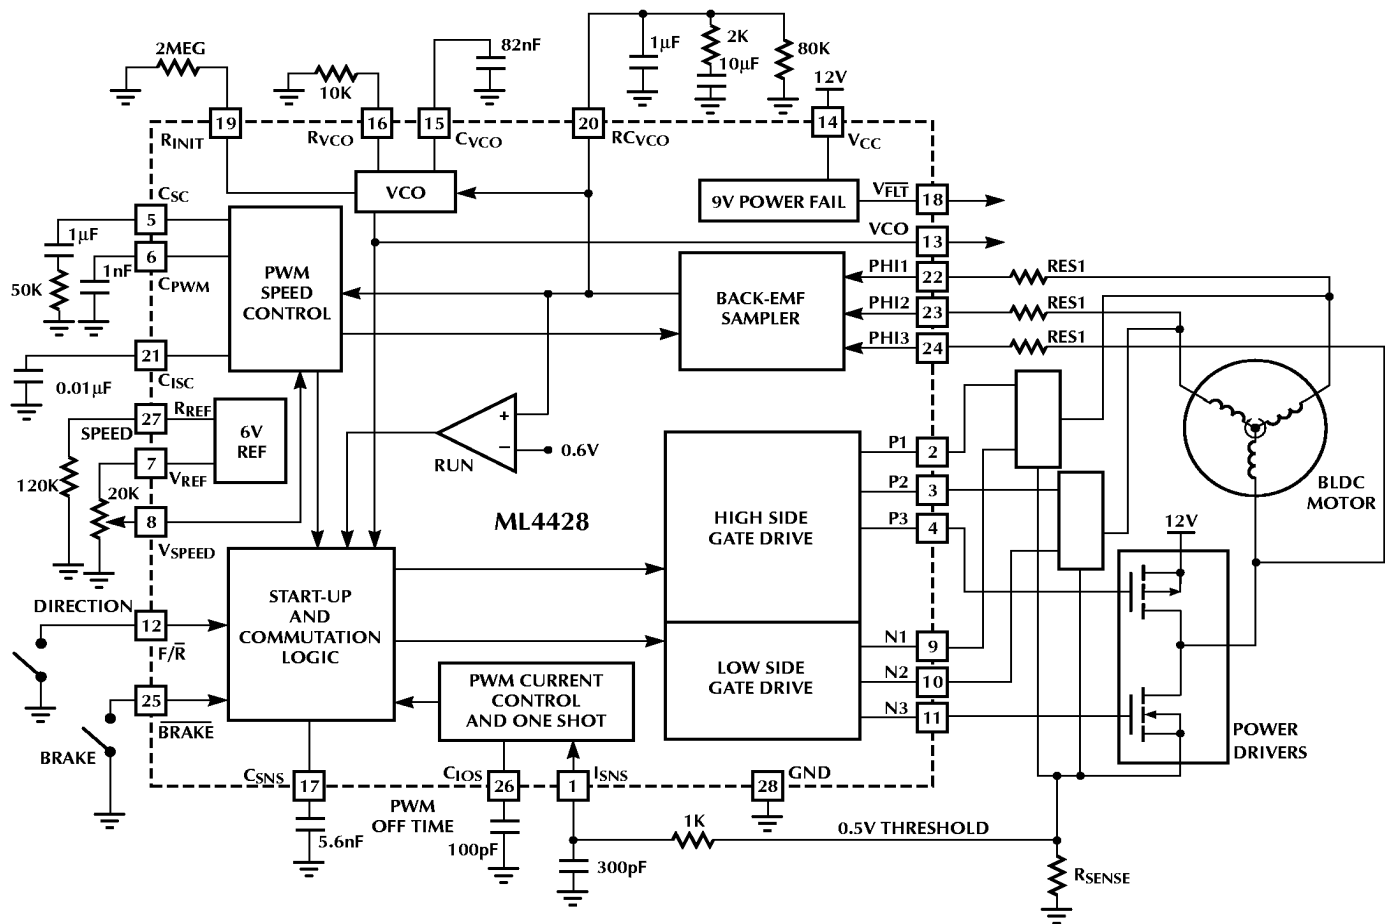 2MEG
10K
82nF
1µF
2K
10µF
80K
12V
19
16
15
20
14
RINIT
RVCO
CVCO
RCVCO
VCC
VCO
9V POWER FAIL
VFLT
18
VCO
13
CSC
5
1µF
6
1nF
50K
CPWM
PWM
SPEED
CONTROL
BACK-EMF
SAMPLER
PHI1
22
RES1
PHI2
23
RES1
PHI3
24
RES1
21
CISC
0.01µF
27
RREF
SPEED
6V
REF
7
VREF
120K
20K
8
VSPEED
+
–
0.6V
RUN
ML4428
HIGH SIDE
GATE DRIVE
P1
2
P2
3
P3
4
BLDC
MOTOR
12V
DIRECTION
12
F/R
START-UP
AND
COMMUTATION
LOGIC
LOW SIDE
GATE DRIVE
N1
9
N2
10
N3
11
25
BRAKE
BRAKE
PWM CURRENT
CONTROL
AND ONE SHOT
POWER
DRIVERS
CSNS
17
CIOS
26
ISNS
1
28
GND
PWM
OFF TIME
5.6nF
100pF
300pF
1K
0.5V THRESHOLD
RSENSE